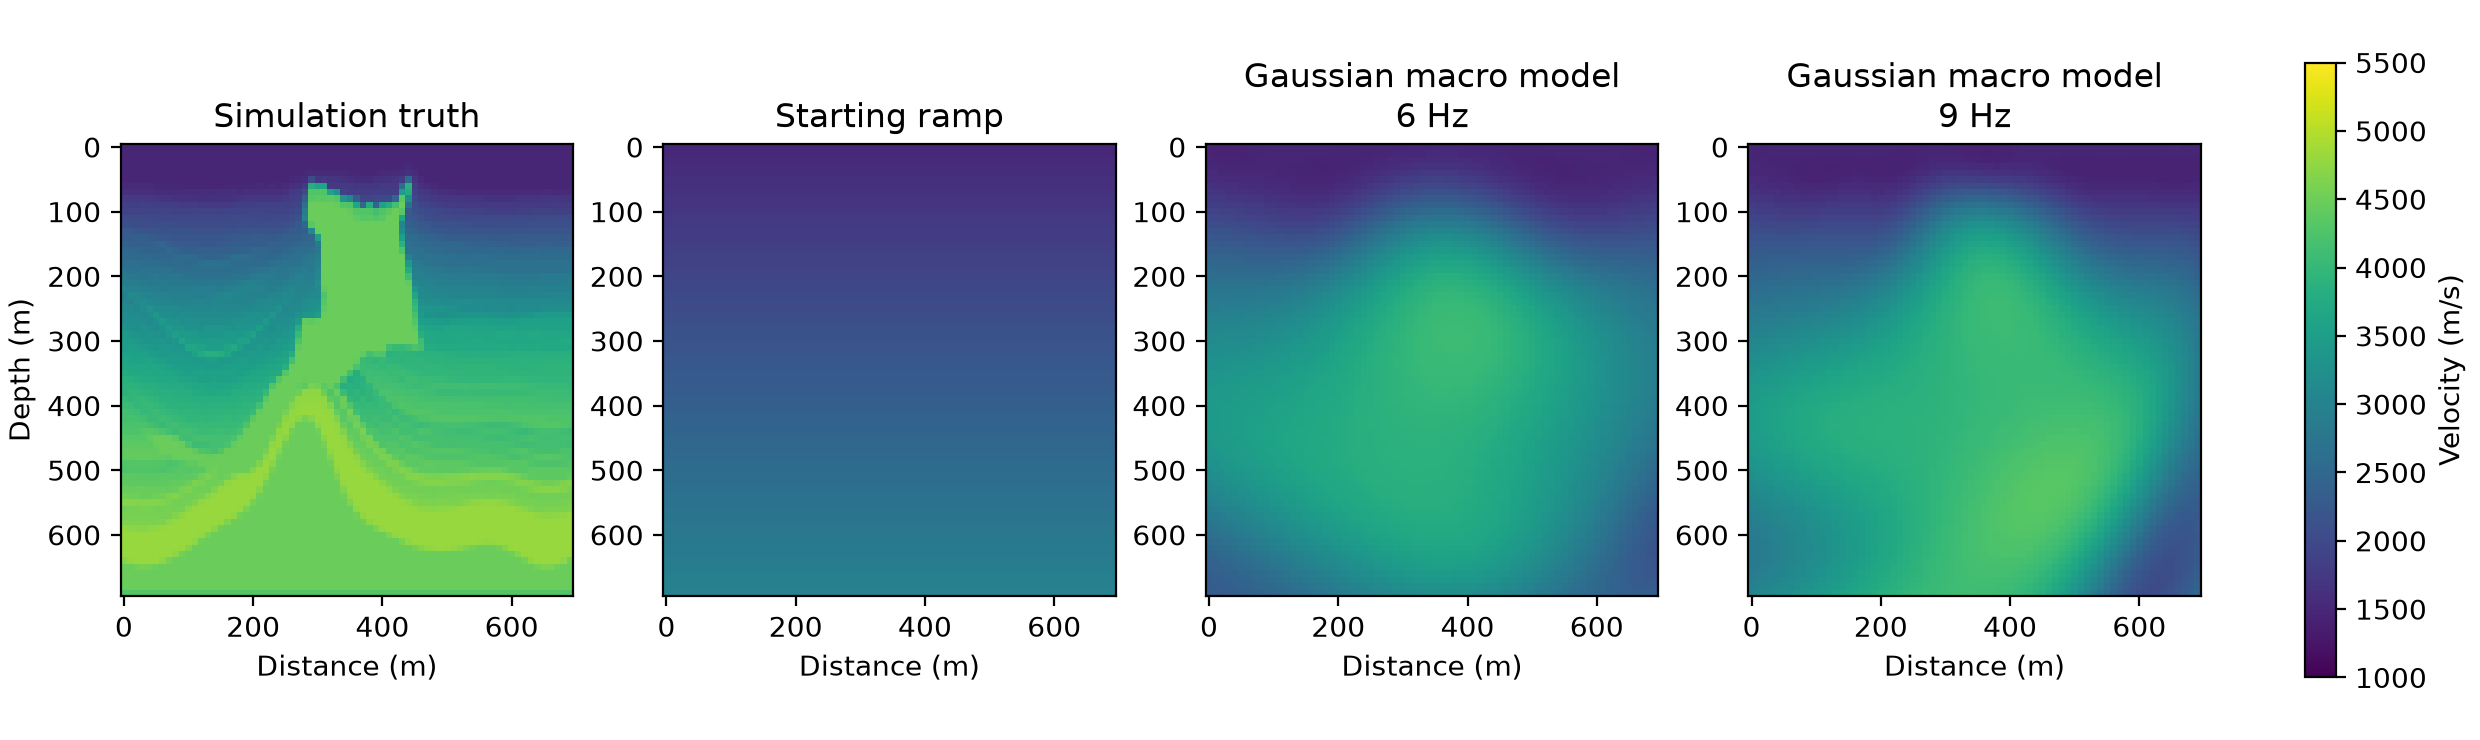 Simulation truth
Starting ramp
Gaussian macro model
6 Hz
Gaussian macro model
9 Hz
Depth (m)
0
100
200
300
400
500
600
0 200 400 600
Distance (m)
0
100
200
300
400
500
600
0 200 400 600
Distance (m)
0
100
200
300
400
500
600
0 200 400 600
Distance (m)
0
100
200
300
400
500
600
0 200 400 600
Distance (m)
5500
5000
4500
4000
3500
3000
2500
2000
1500
1000
Velocity (m/s)